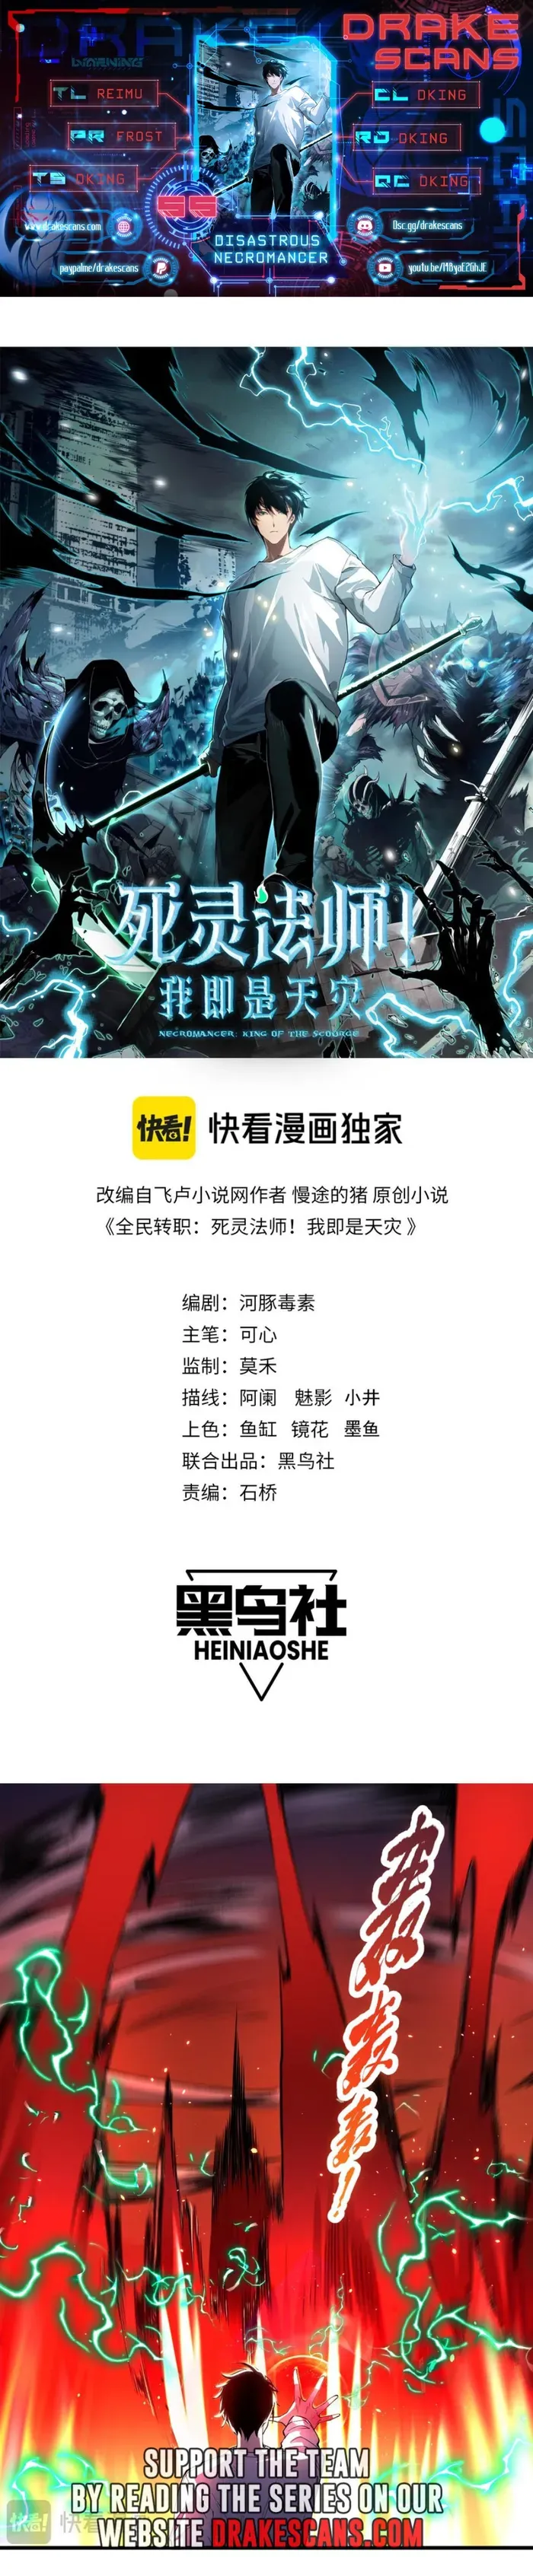 DRAKE
SCANS
WARNING
TL REIMU
CL DKING
PR FROST
RD DKING
TS DKING
QC DKING
55
www.drakescans.com
Dsc.gg/drakescans
DISASTROUS
NECROMANCER
paypalme/drakescans
死灵法师!
我即是天灾
NECROMANCER: KING OF THE SCOURGE
快看! 快看漫画独家
改编自飞卢小说网作者 慢途的猪 原创小说
《全民转职：死灵法师！我即是天灾 》
编剧：河豚毒素
主笔：可心
监制：莫禾
描线：阿阑 魅影 小井
上色：鱼缸 镜花 墨鱼
联合出品：黑鸟社
责编：石桥
黑鸟社
HEINIAOSHE
SUPPORT THE TEAM
BY READING THE SERIES ON OUR
快看! 快看
WEBSITE DRAKESCANS.COM